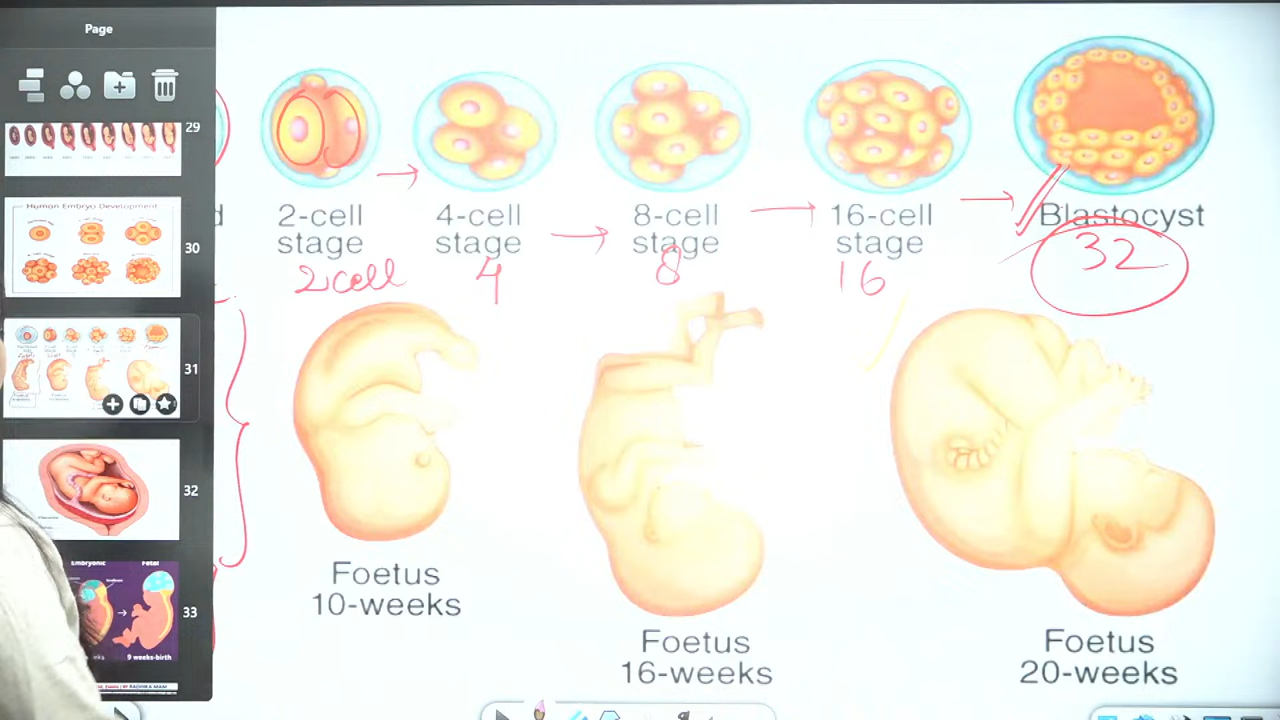 Page
29
30
31
32
33
Human Embryo Development
Embryonic
Fetal
9 weeks-birth
d
2-cell
stage
2 cell
4-cell
stage
4
8-cell
stage
8
16-cell
stage
16
Blastocyst
32
Foetus
10-weeks
Foetus
16-weeks
Foetus
20-weeks